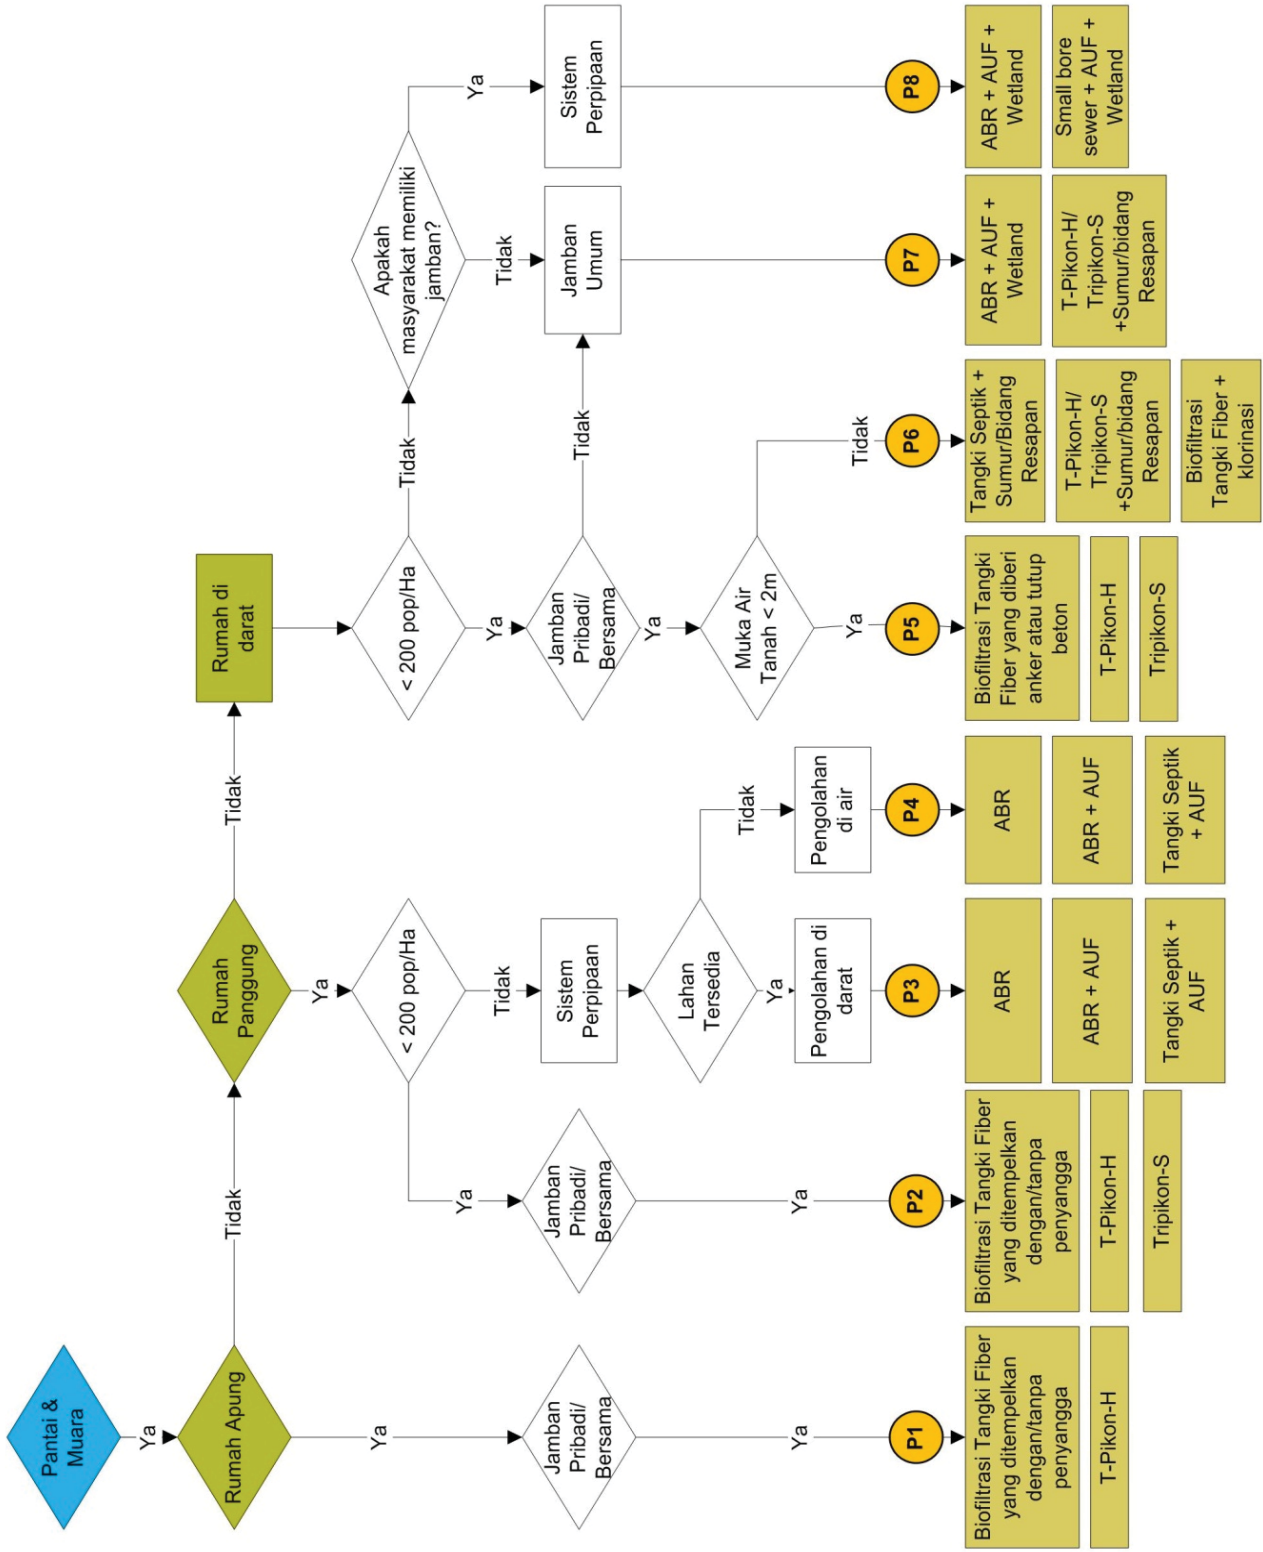 Pantai &
Muara
Ya
Rumah Apung
Ya
Jamban
Pribadi/
Bersama
Ya
P1
Biofiltrasi Tangki Fiber
yang ditempelkan
dengan/tanpa
penyangga
T-Pikon-H
Tidak
Rumah
Panggung
Ya
< 200 pop/Ha
Ya
Jamban
Pribadi/
Bersama
Ya
P2
Biofiltrasi Tangki Fiber
yang ditempelkan
dengan/tanpa
penyangga
T-Pikon-H
Tripikon-S
Tidak
Sistem
Perpipaan
Lahan
Tersedia
Ya
Pengolahan di
darat
P3
ABR
ABR + AUF
Tangki Septik +
AUF
Tidak
Pengolahan
di air
P4
ABR
ABR + AUF
Tangki Septik
+ AUF
Tidak
Rumah di
darat
< 200 pop/Ha
Ya
Jamban
Pribadi/
Bersama
Ya
Muka Air
Tanah < 2m
Ya
P5
Biofiltrasi Tangki
Fiber yang diberi
anker atau tutup
beton
T-Pikon-H
Tripikon-S
Tidak
P6
Tangki Septik +
Sumur/Bidang
Resapan
T-Pikon-H/
Tripikon-S
+Sumur/bidang
Resapan
Biofiltrasi
Tangki Fiber +
klorinasi
Tidak
Tidak
Apakah
masyarakat memiliki
jamban?
Tidak
Jamban
Umum
P7
ABR + AUF +
Wetland
T-Pikon-H/
Tripikon-S
+Sumur/bidang
Resapan
Ya
Sistem
Perpipaan
P8
ABR + AUF +
Wetland
Small bore
sewer + AUF +
Wetland